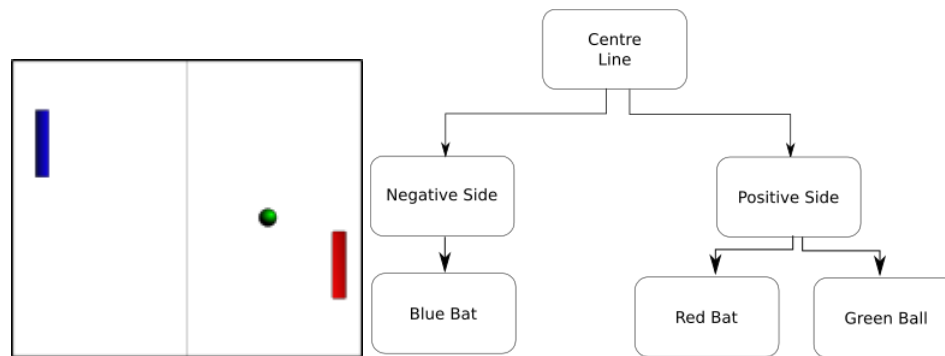 Centre
Line
Negative Side
Positive Side
Blue Bat
Red Bat
Green Ball